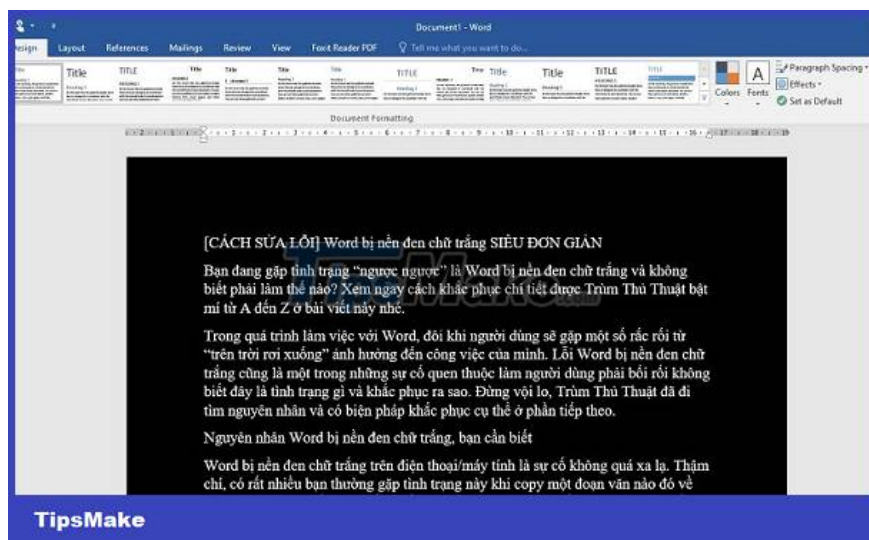 Document1 - Word
Design Layout References Mailings Review View Foxit Reader PDF Tell me what you want to do...
Title Title TITLE Title Title Title Title TITLE Title Title Title TITLE TITLE
Colors Fonts
Paragraph Spacing
Effects
Set as Default
Document Formatting
[CÁCH SỬA LỖI] Word bị nền đen chữ trắng SIÊU ĐƠN GIẢN
Bạn đang gặp tình trạng “ngược ngược” là Word bị nền đen chữ trắng và không
biết phải làm thế nào? Xem ngay cách khắc phục chi tiết được Trùm Thủ Thuật bật
mí từ A đến Z ở bài viết này nhé.
Trong quá trình làm việc với Word, đôi khi người dùng sẽ gặp một số rắc rối từ
“trên trời rơi xuống” ảnh hưởng đến công việc của mình. Lỗi Word bị nền đen chữ
trắng cũng là một trong những sự cố quen thuộc làm người dùng phải bối rối không
biết đây là tình trạng gì và khắc phục ra sao. Đừng vội lo, Trùm Thủ Thuật đã đi
tìm nguyên nhân và có biện pháp khắc phục cụ thể ở phần tiếp theo.
Nguyên nhân Word bị nền đen chữ trắng, bạn cần biết
Word bị nền đen chữ trắng trên điện thoại/máy tính là sự cố không quá xa lạ. Thậm
chí, có rất nhiều bạn thường gặp tình trạng này khi copy một đoạn văn nào đó về
TipsMake